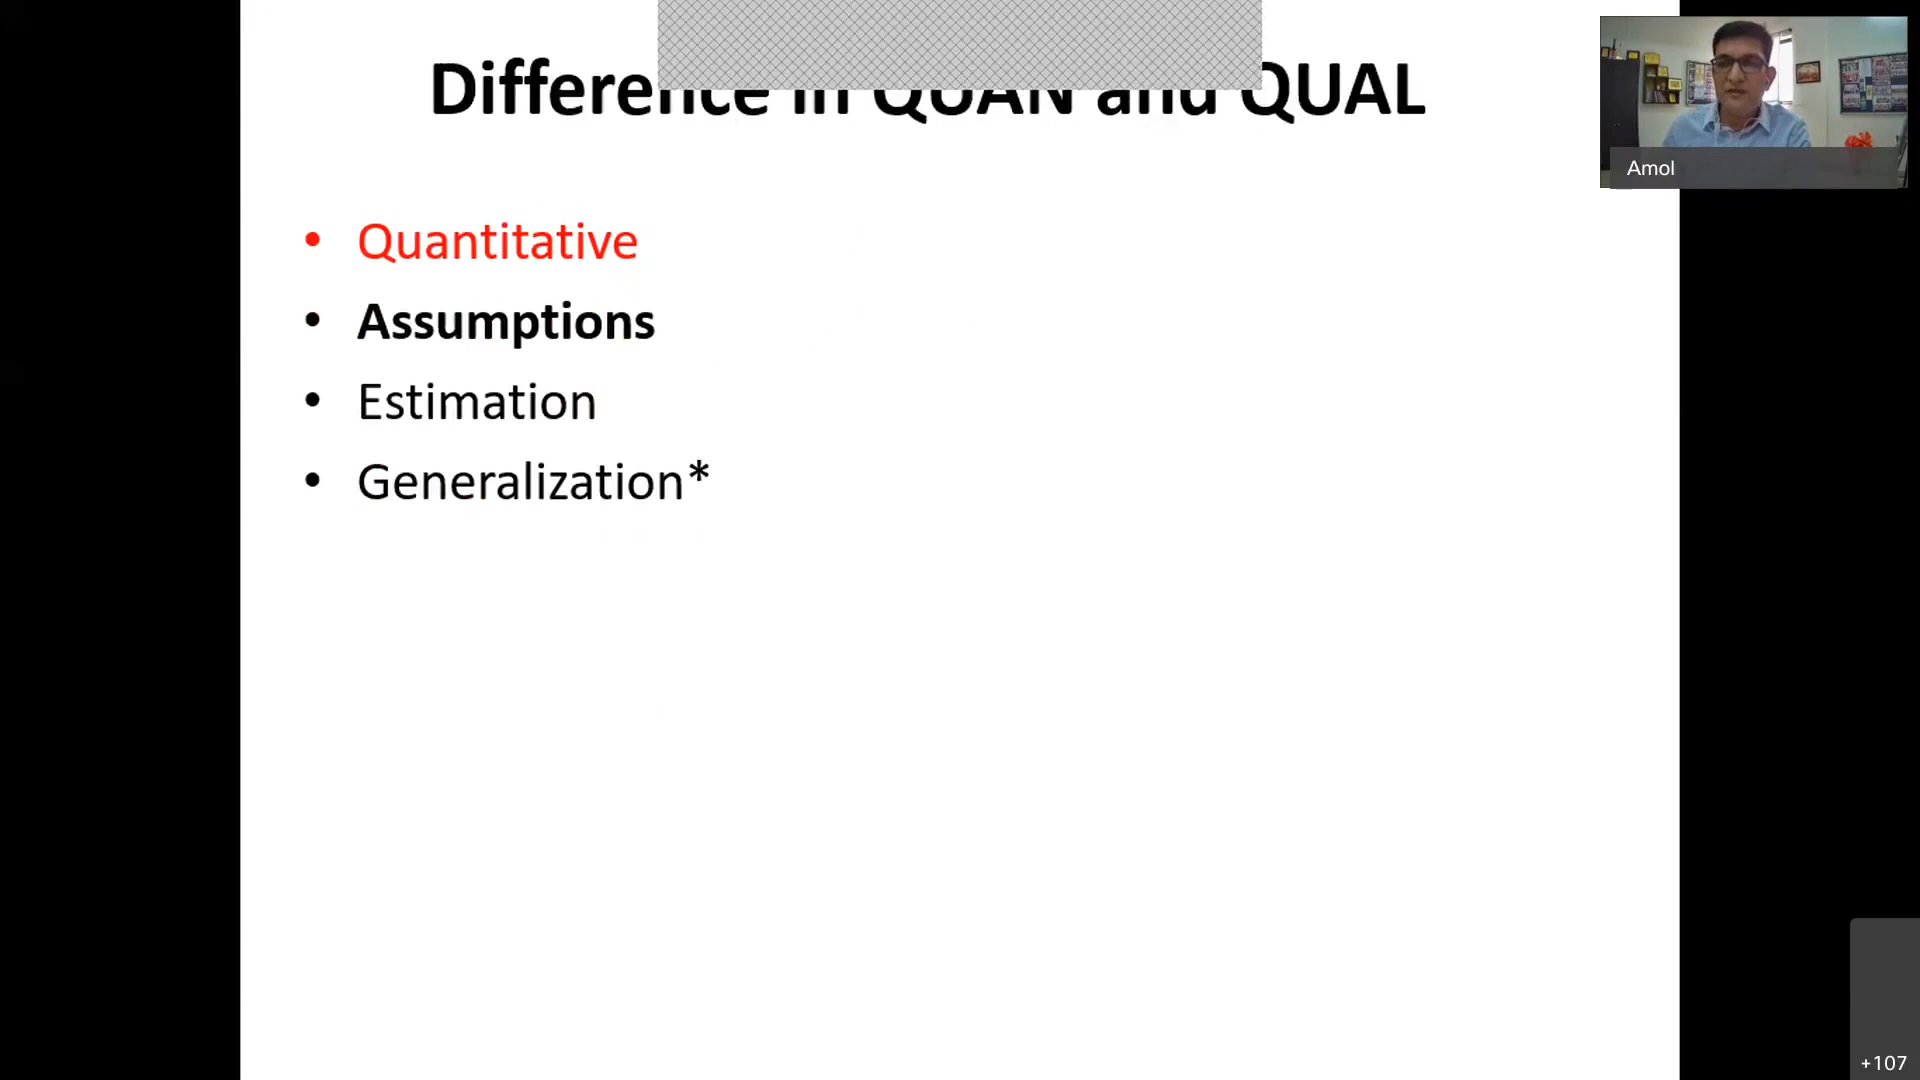 Difference in QUAN and QUAL
Amol
• Quantitative
• Assumptions
• Estimation
• Generalization*
+107